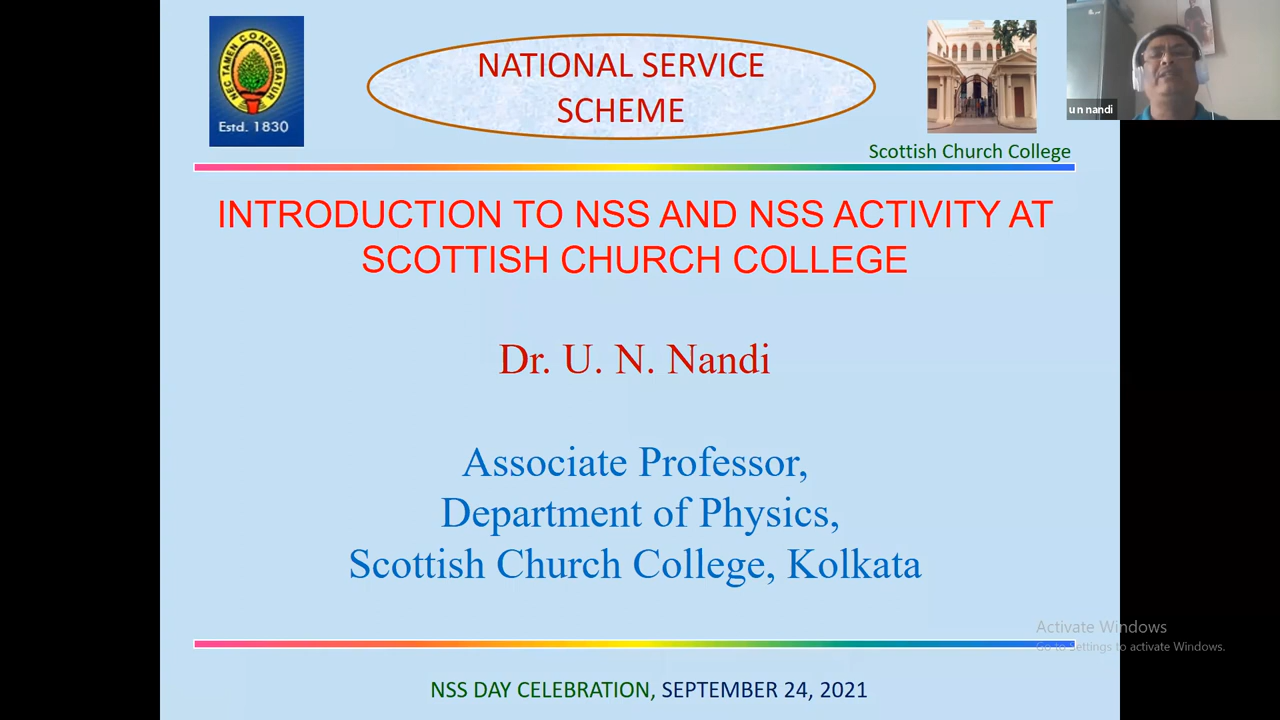 NEC TAMEN CONSUMEBATUR
Estd. 1830
NATIONAL SERVICE
SCHEME
Scottish Church College
u n nandi
INTRODUCTION TO NSS AND NSS ACTIVITY AT
SCOTTISH CHURCH COLLEGE
Dr. U. N. Nandi
Associate Professor,
Department of Physics,
Scottish Church College, Kolkata
Activate Windows
Go to Settings to activate Windows.
NSS DAY CELEBRATION, SEPTEMBER 24, 2021